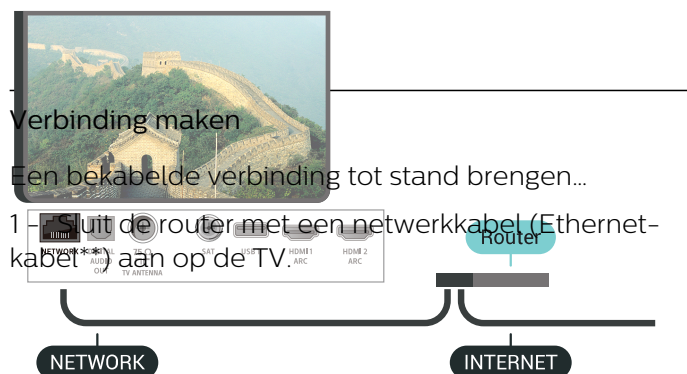 Verbinding maken
Een bekabelde verbinding tot stand brengen...
1 - Sluit de router met een netwerkkabel (Ethernet-
kabel**) aan op de TV.
Router
NETWORK
AUDIO
OUT
75 Ω
TV ANTENNA
SAT
USB
HDMI 1
ARC
HDMI 2
ARC
NETWORK
INTERNET